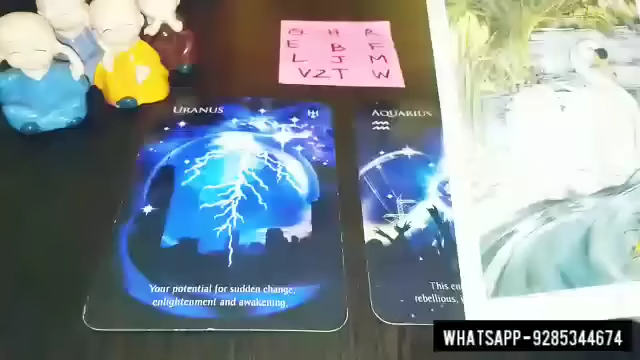 H R
E B F
L J M
V Z T W
URANUS
Your potential for sudden change,
enlightenment and awakening.
AQUARIUS
This en
rebellious, i
WHATSAPP-9285344674